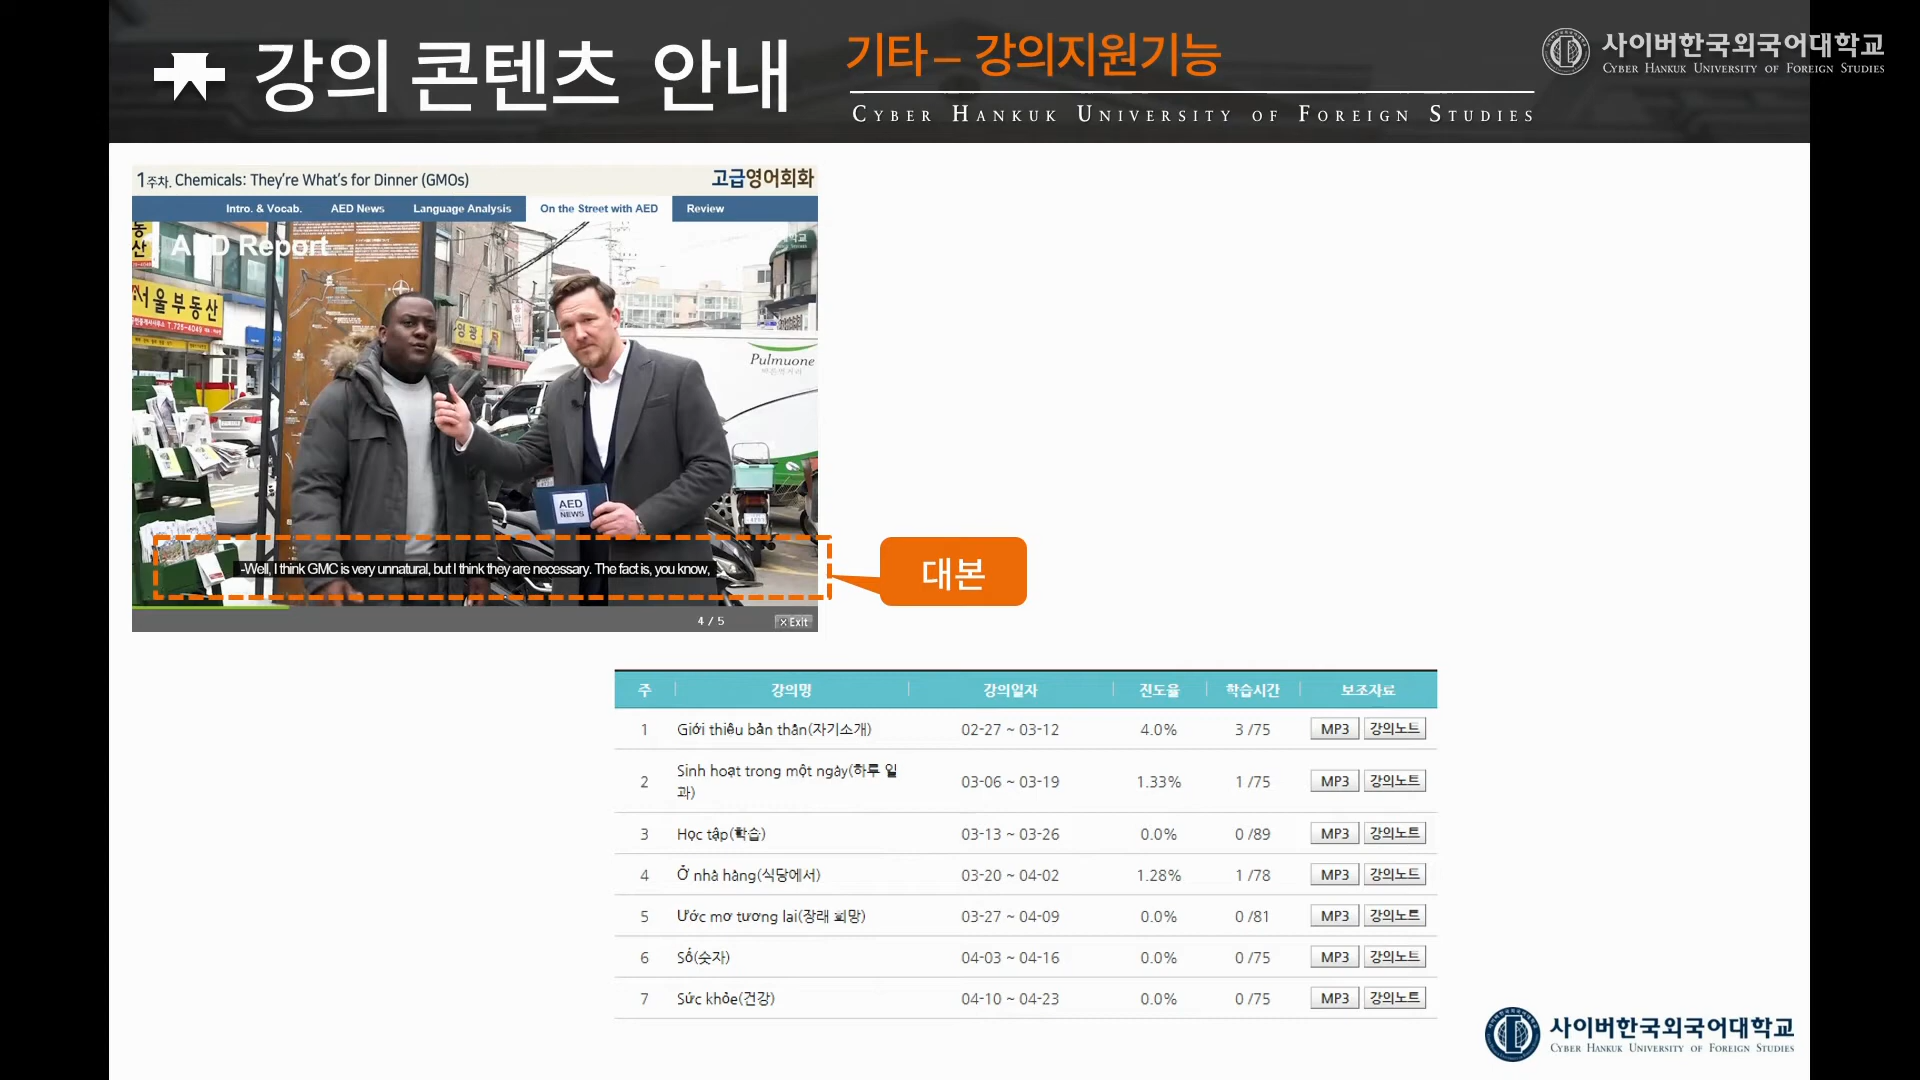 강의 콘텐츠 안내
기타 – 강의지원기능
CYBER HANKUK UNIVERSITY OF FOREIGN STUDIES
사이버한국외국어대학교
CYBER HANKUK UNIVERSITY OF FOREIGN STUDIES
1주차. Chemicals: They're What's for Dinner (GMOs)
고급영어회화
Intro. & Vocab. AED News Language Analysis On the Street with AED Review
1 AED Report
서울부동산
T.725-4049
Pulmuone
바른먹거리
AED
NEWS
-Well, I think GMC is very unnatural, but I think they are necessary. The fact is, you know,
대본
4 / 5
× Exit
주 강의명 강의일자 진도율 학습시간 보조자료
1 Giới thiệu bản thân(자기소개) 02-27 ~ 03-12 4.0% 3 /75 MP3 강의노트
2 Sinh hoạt trong một ngày(하루 일
과) 03-06 ~ 03-19 1.33% 1 /75 MP3 강의노트
3 Học tập(학습) 03-13 ~ 03-26 0.0% 0 /89 MP3 강의노트
4 Ở nhà hàng(식당에서) 03-20 ~ 04-02 1.28% 1 /78 MP3 강의노트
5 Ước mơ tương lai(장래 희망) 03-27 ~ 04-09 0.0% 0 /81 MP3 강의노트
6 Số(숫자) 04-03 ~ 04-16 0.0% 0 /75 MP3 강의노트
7 Sức khỏe(건강) 04-10 ~ 04-23 0.0% 0 /75 MP3 강의노트
사이버한국외국어대학교
CYBER HANKUK UNIVERSITY OF FOREIGN STUDIES